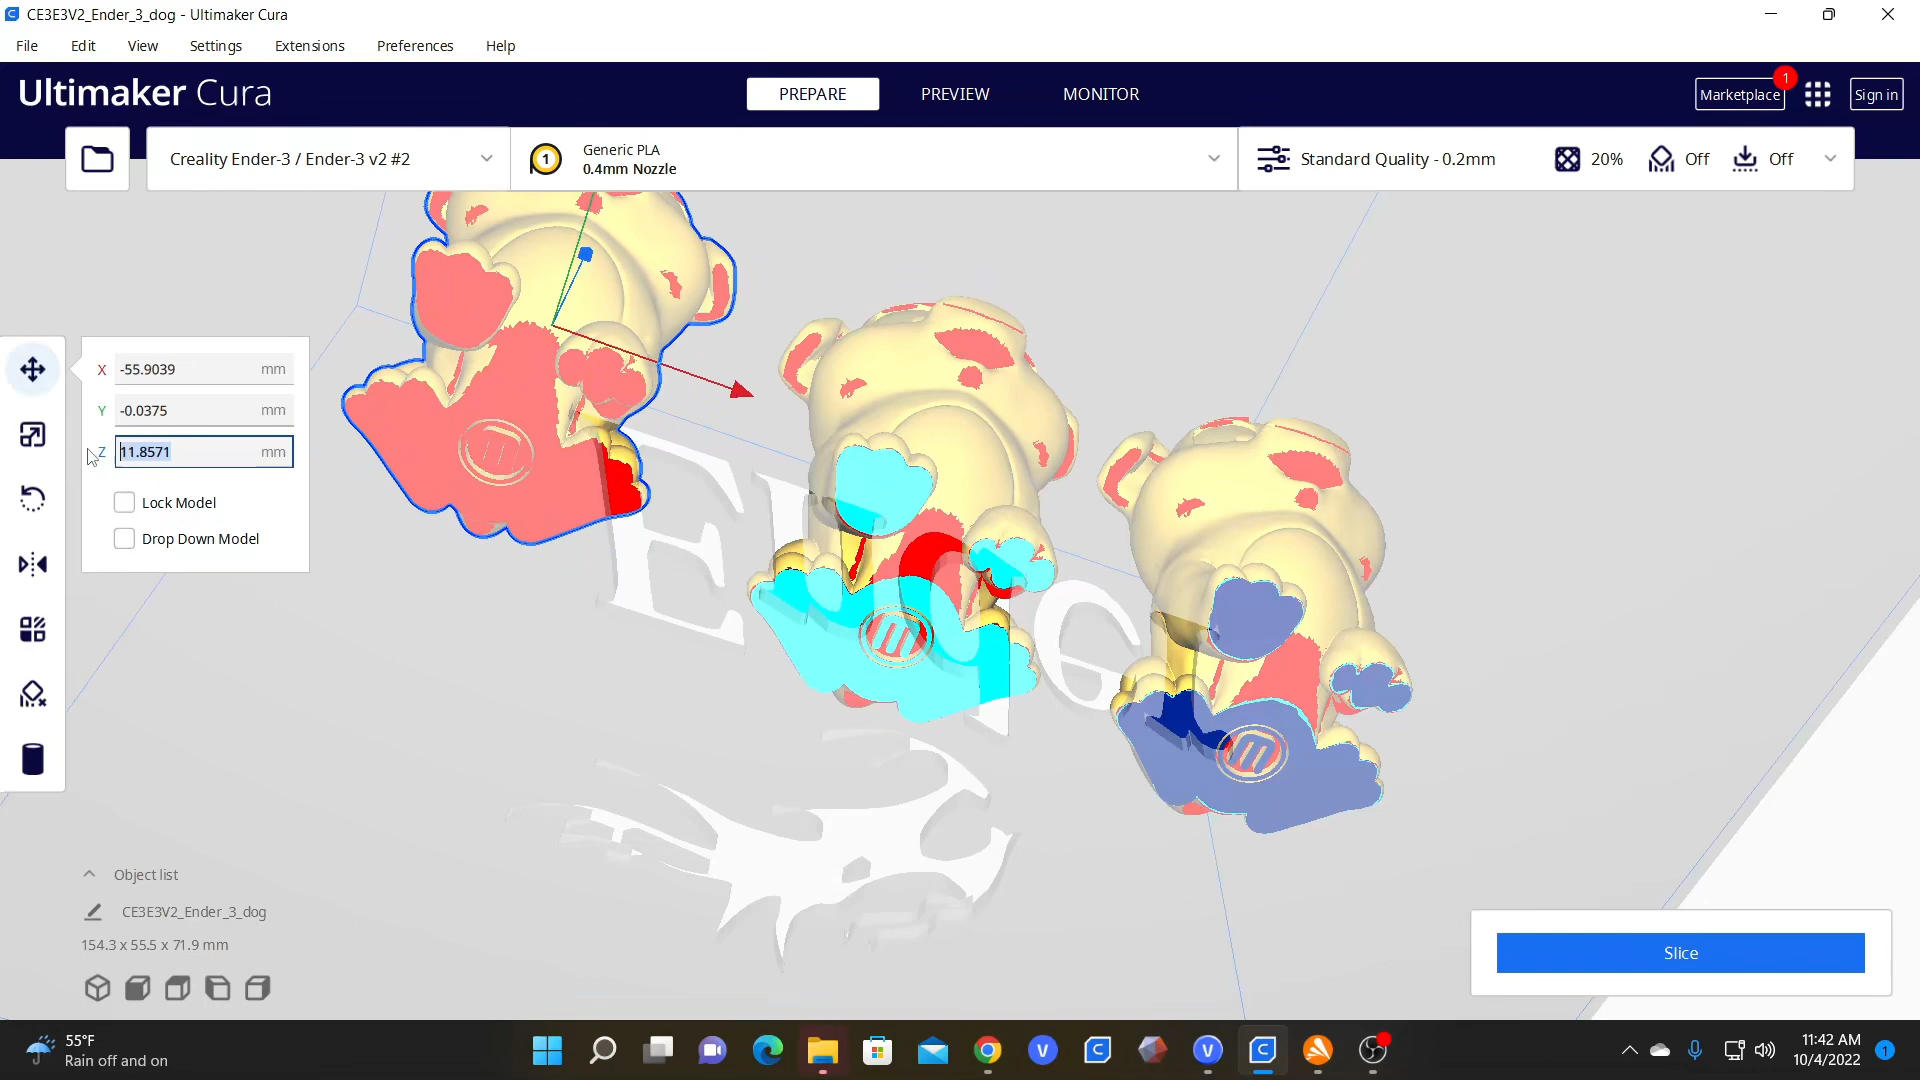 CE3E3V2_Ender_3_dog - Ultimaker Cura
File Edit View Settings Extensions Preferences Help
Ultimaker Cura
PREPARE PREVIEW MONITOR
Marketplace 1 Sign in
Creality Ender-3 / Ender-3 v2 #2
1 Generic PLA
0.4mm Nozzle
Standard Quality - 0.2mm 20% Off Off
X -55.9039 mm
Y -0.0375 mm
Z 11.8571 mm
Lock Model
Drop Down Model
Object list
CE3E3V2_Ender_3_dog
154.3 x 55.5 x 71.9 mm
Slice
55°F
Rain off and on
11:42 AM
10/4/2022 1